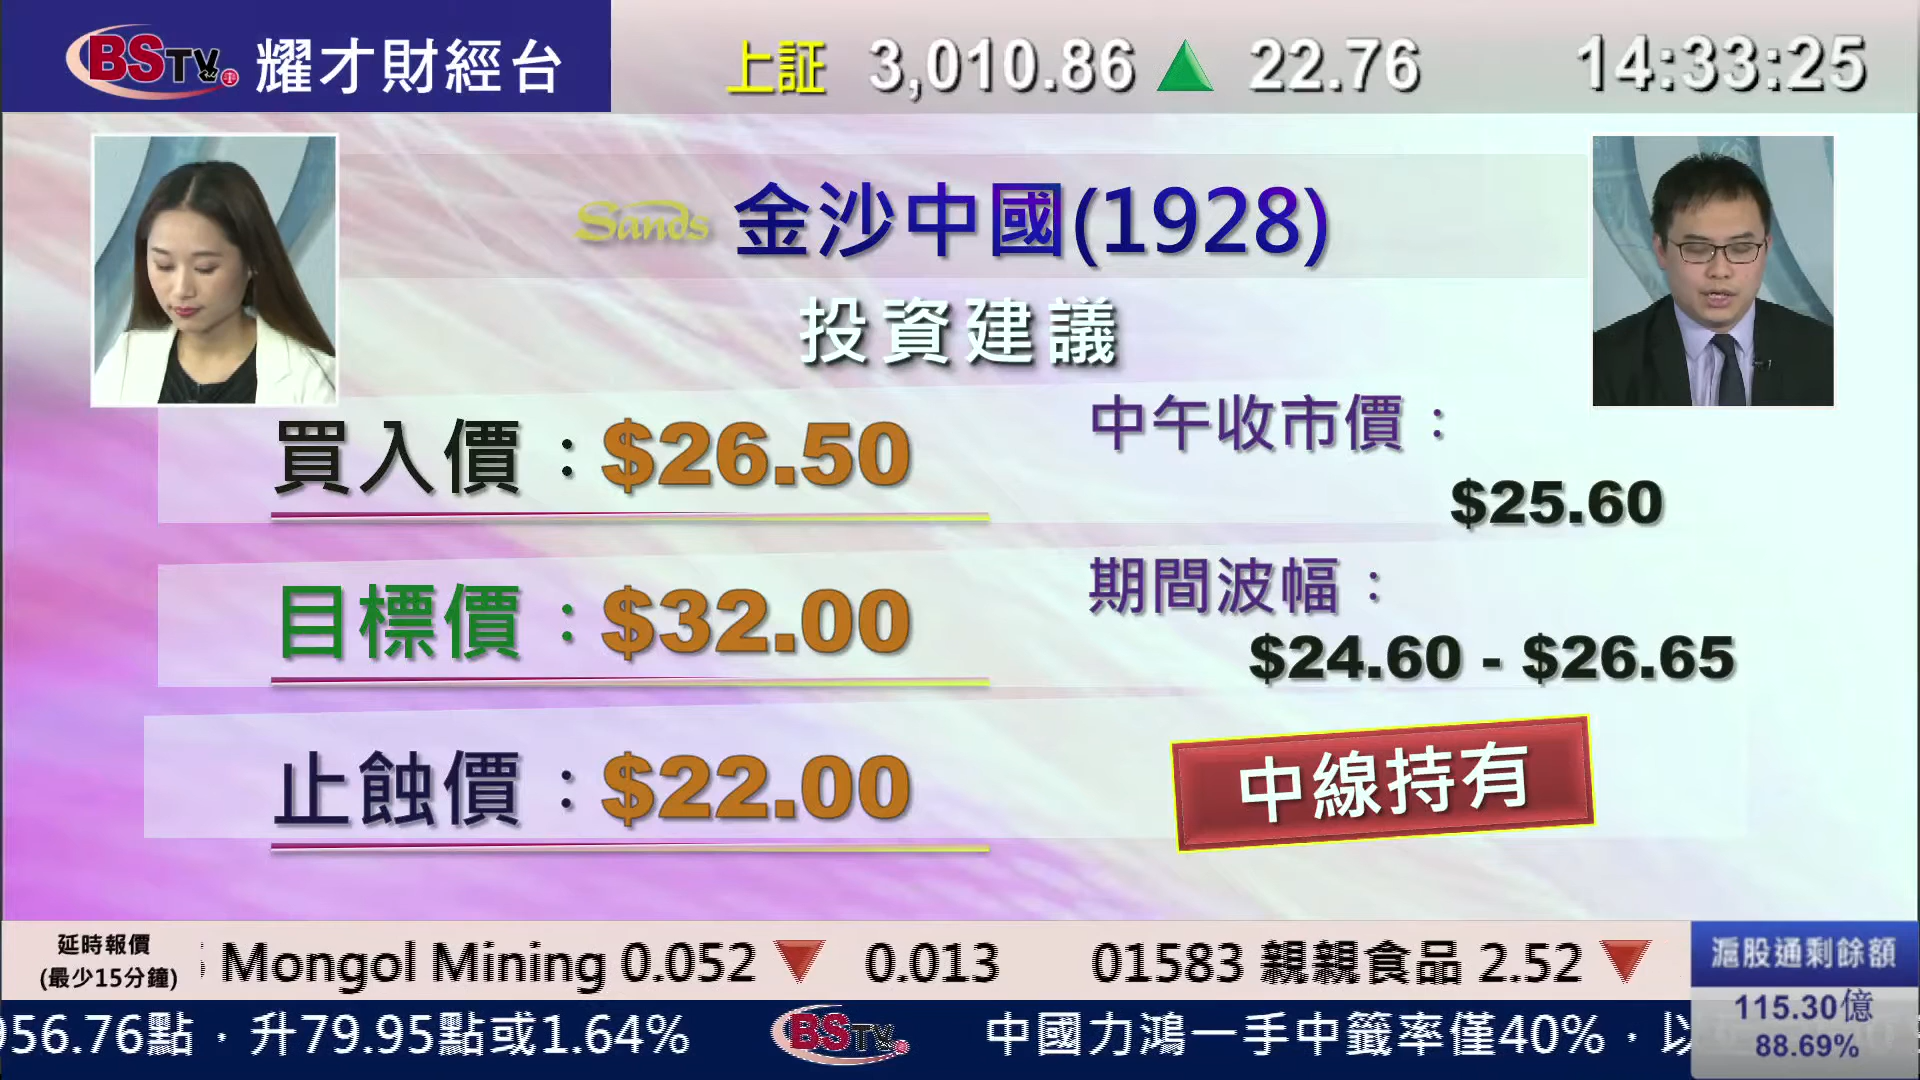 BSTV 耀才財經台
上証 3,010.86 ▲ 22.76 14:33:25
Sands 金沙中國(1928)
投資建議
買入價：$26.50
目標價：$32.00
止蝕價：$22.00
中午收市價：
$25.60
期間波幅：
$24.60 - $26.65
中線持有
延時報價
(最少15分鐘)
Mongol Mining 0.052 ▼ 0.013 01583 親親食品 2.52 ▼
滬股通剩餘額
115.30億
88.69%
956.76點．升79.95點或1.64% BSTV 中國力鴻一手中籤率僅40%．以